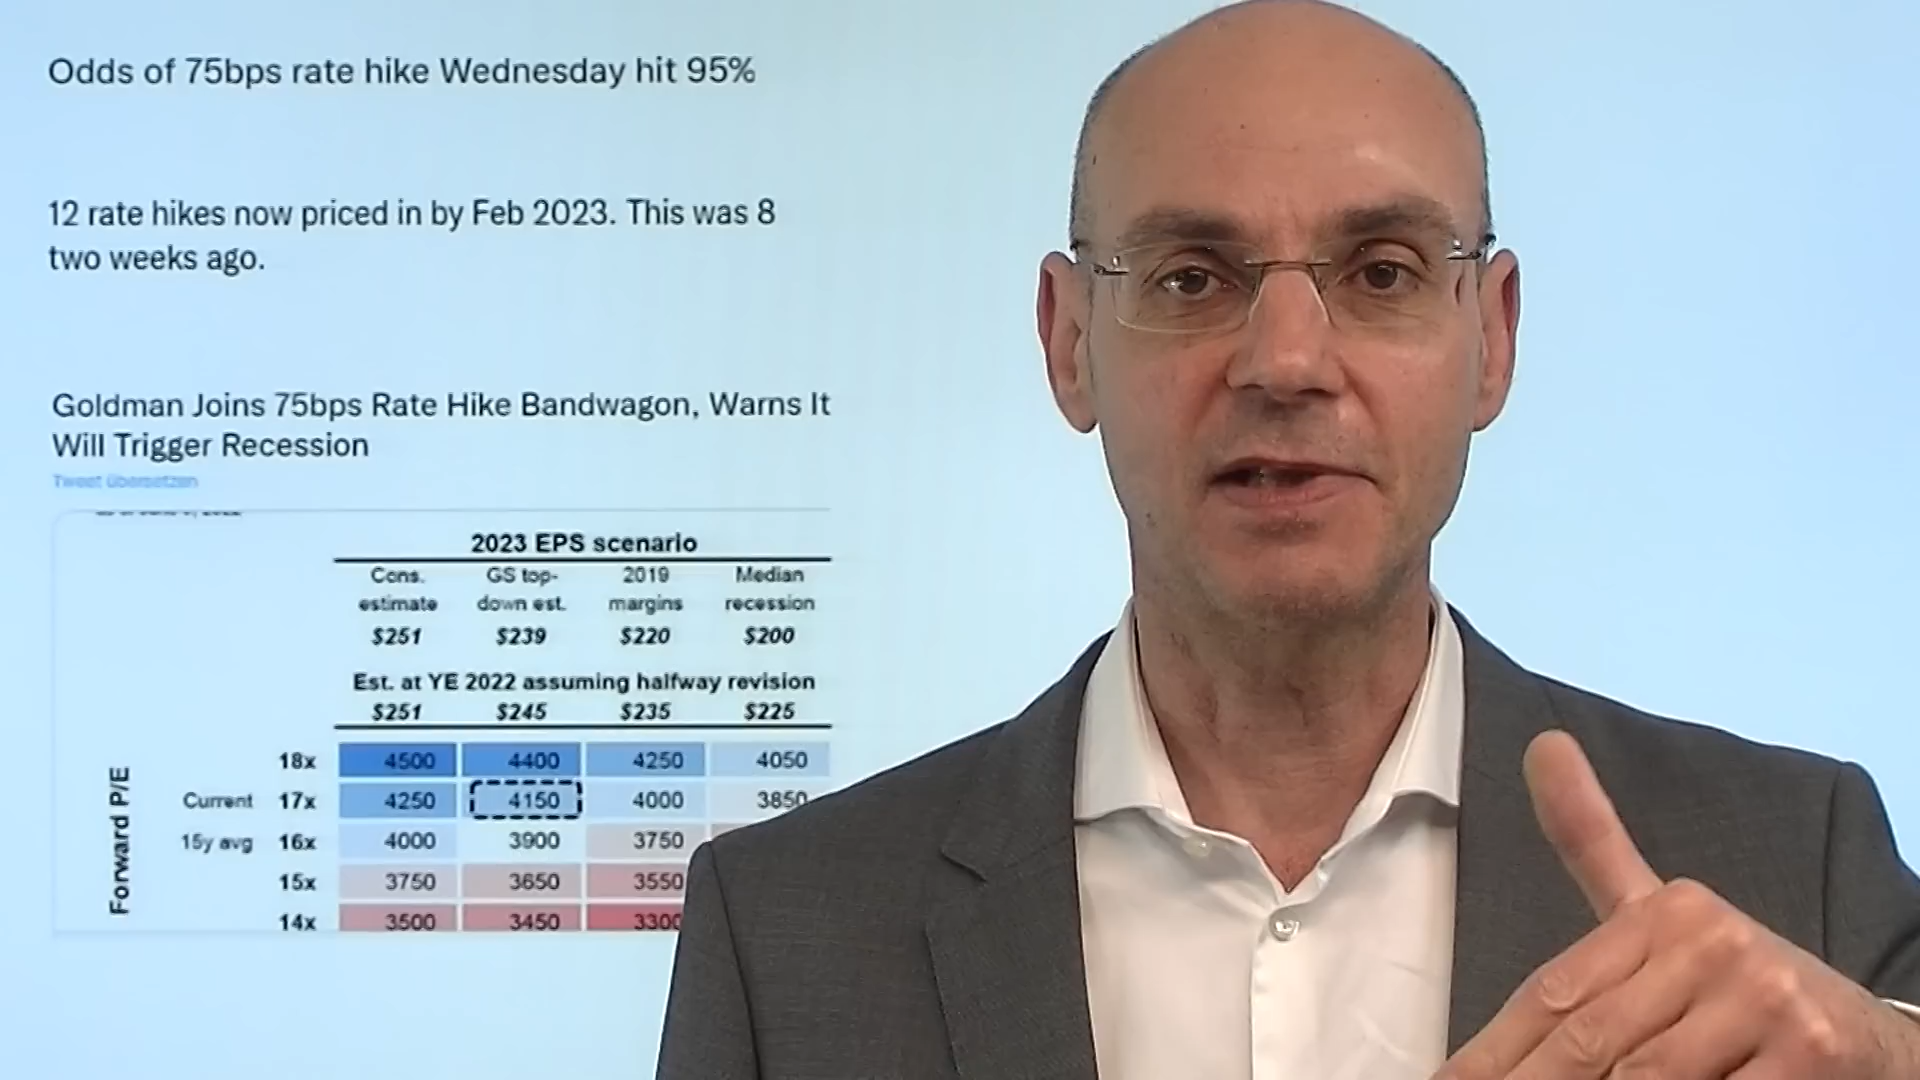 Odds of 75bps rate hike Wednesday hit 95%
12 rate hikes now priced in by Feb 2023. This was 8
two weeks ago.
Goldman Joins 75bps Rate Hike Bandwagon, Warns It
Will Trigger Recession
Tweet übersetzen
2023 EPS scenario
Cons. GS top- 2019 Median
estimate down est. margins recession
$251 $239 $220 $200
Est. at YE 2022 assuming halfway revision
$251 $245 $235 $225
Forward P/E
18x 4500 4400 4250 4050
Current 17x 4250 4150 4000 3850
15y avg 16x 4000 3900 3750
15x 3750 3650 3550
14x 3500 3450 3300